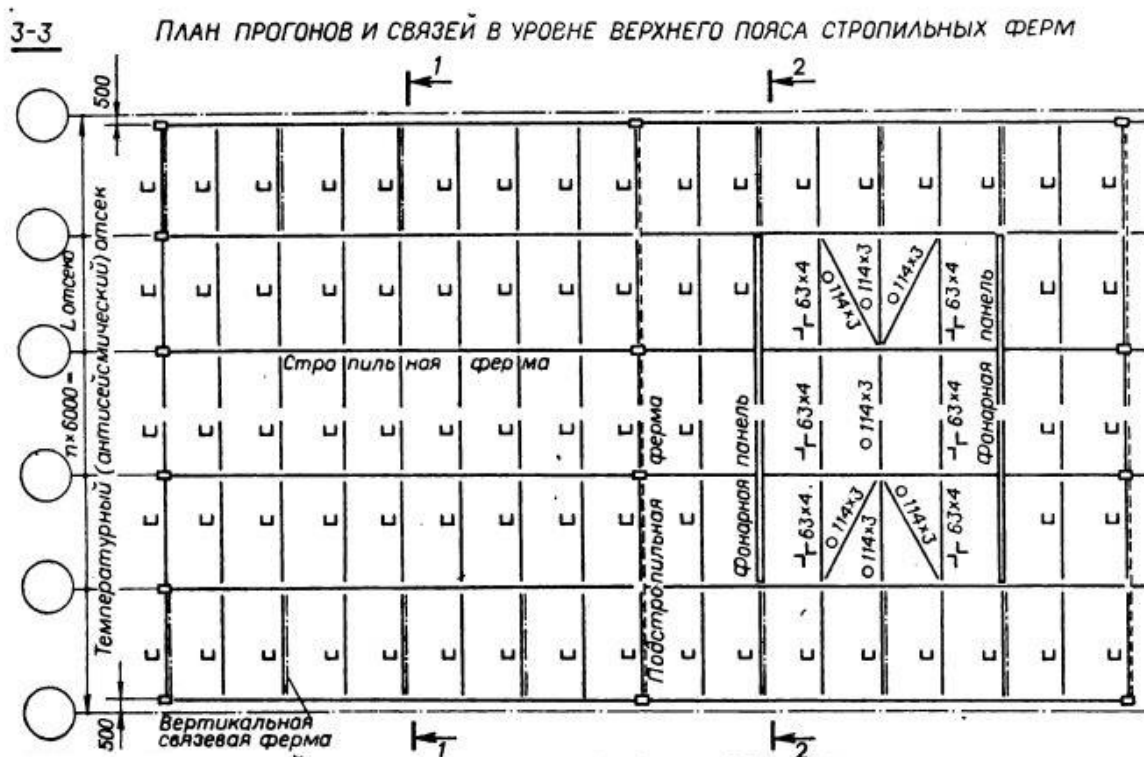 3-3
ПЛАН ПРОГОНОВ И СВЯЗЕЙ В УРОВНЕ ВЕРХНЕГО ПОЯСА СТРОПИЛЬНЫХ ФЕРМ
1
2
500
n×6000 = L отсека
Температурный (антисейсмический) отсек
Стропильная ферма
Подстропильная ферма
Фонарная панель
Фонарная панель
63×4
○114×3
○114×3
○114×3
63×4
63×4
○114×3
63×4
63×4
○114×3
○114×3
○114×3
63×4
500
Вертикальная
связевая ферма
1
2